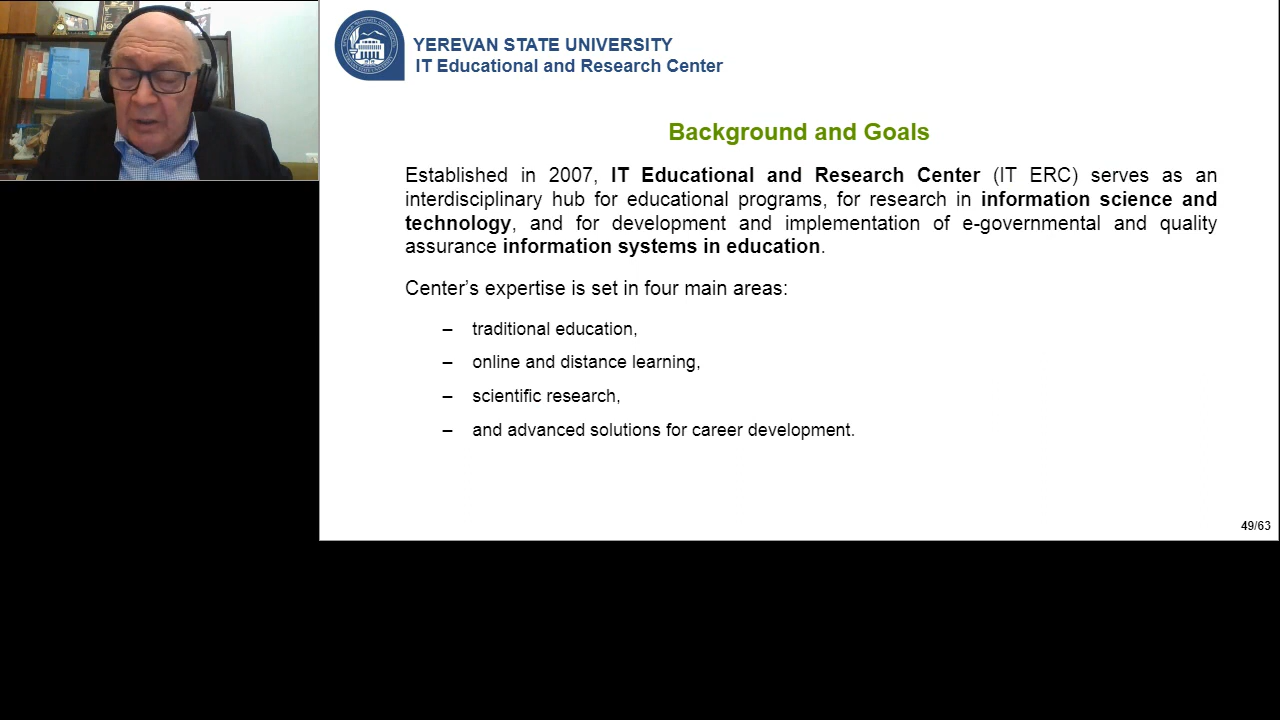 YEREVAN STATE UNIVERSITY
IT Educational and Research Center
Background and Goals
Established in 2007, IT Educational and Research Center (IT ERC) serves as an
interdisciplinary hub for educational programs, for research in information science and
technology, and for development and implementation of e-governmental and quality
assurance information systems in education.
Center’s expertise is set in four main areas:
– traditional education,
– online and distance learning,
– scientific research,
– and advanced solutions for career development.
49/63